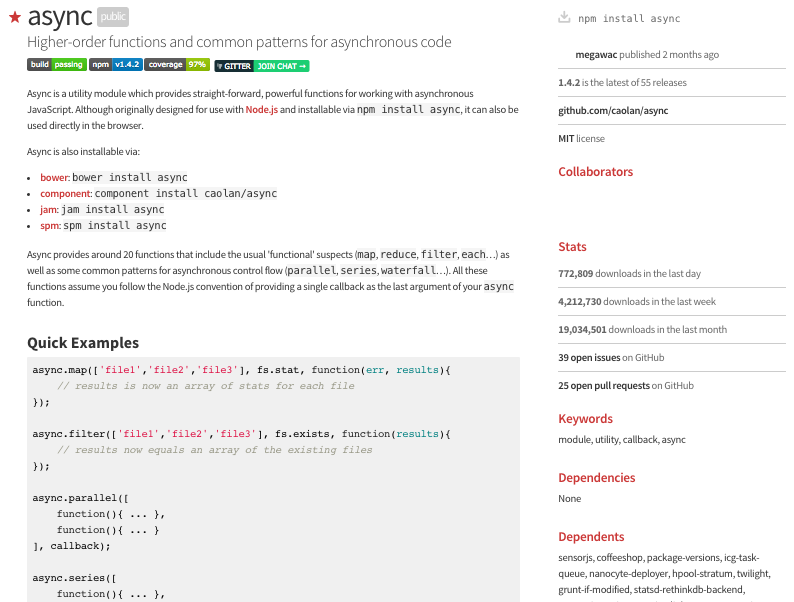 async public
Higher-order functions and common patterns for asynchronous code
build passing npm v1.4.2 coverage 97% GITTER JOIN CHAT →
Async is a utility module which provides straight-forward, powerful functions for working with asynchronous
JavaScript. Although originally designed for use with Node.js and installable via npm install async, it can also be
used directly in the browser.
Async is also installable via:
• bower: bower install async
• component: component install caolan/async
• jam: jam install async
• spm: spm install async
Async provides around 20 functions that include the usual 'functional' suspects (map, reduce, filter, each…) as
well as some common patterns for asynchronous control flow (parallel, series, waterfall…). All these
functions assume you follow the Node.js convention of providing a single callback as the last argument of your async
function.
Quick Examples
async.map(['file1','file2','file3'], fs.stat, function(err, results){
    // results is now an array of stats for each file
});
async.filter(['file1','file2','file3'], fs.exists, function(results){
    // results now equals an array of the existing files
});
async.parallel([
    function(){ ... },
    function(){ ... }
], callback);
async.series([
    function(){ ... },
npm install async
megawac published 2 months ago
1.4.2 is the latest of 55 releases
github.com/caolan/async
MIT license
Collaborators
Stats
772,809 downloads in the last day
4,212,730 downloads in the last week
19,034,501 downloads in the last month
39 open issues on GitHub
25 open pull requests on GitHub
Keywords
module, utility, callback, async
Dependencies
None
Dependents
sensorjs, coffeeshop, package-versions, icg-task-
queue, nanocyte-deployer, hpool-stratum, twilight,
grunt-if-modified, statsd-rethinkdb-backend,